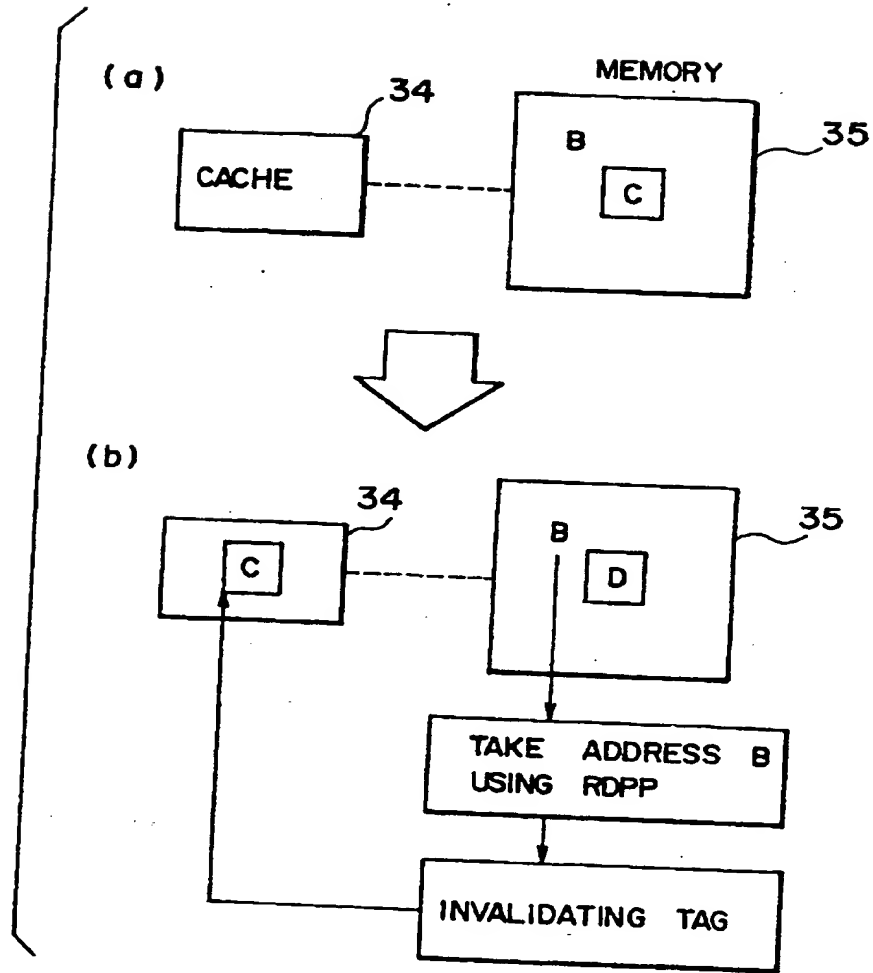 (a)
MEMORY
34
35
B
CACHE
C
(b)
34
35
B
C
D
TAKE ADDRESS B
USING RDPP
INVALIDATING TAG